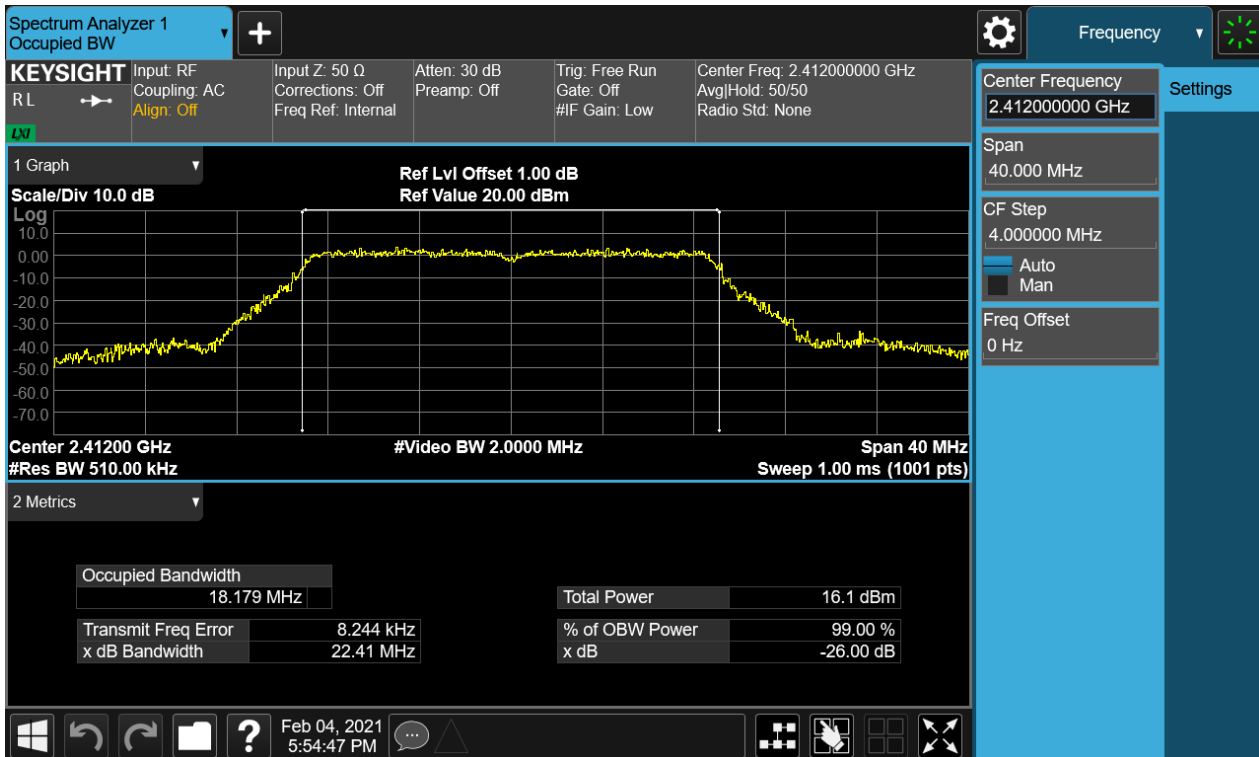 Spectrum Analyzer 1
Occupied BW
Frequency
KEYSIGHT
R L
LXI
Input: RF
Coupling: AC
Align: Off
Input Z: 50 Ω
Corrections: Off
Freq Ref: Internal
Atten: 30 dB
Preamp: Off
Trig: Free Run
Gate: Off
#IF Gain: Low
Center Freq: 2.412000000 GHz
Avg|Hold: 50/50
Radio Std: None
Center Frequency
2.412000000 GHz
Settings
Span
40.000 MHz
CF Step
4.000000 MHz
Auto
Man
Freq Offset
0 Hz
1 Graph
Scale/Div 10.0 dB
Ref Lvl Offset 1.00 dB
Ref Value 20.00 dBm
Log
10.0
0.00
-10.0
-20.0
-30.0
-40.0
-50.0
-60.0
-70.0
Center 2.41200 GHz
#Video BW 2.0000 MHz
Span 40 MHz
#Res BW 510.00 kHz
Sweep 1.00 ms (1001 pts)
2 Metrics
Occupied Bandwidth
18.179 MHz
Total Power 16.1 dBm
Transmit Freq Error 8.244 kHz
% of OBW Power 99.00 %
x dB Bandwidth 22.41 MHz
x dB -26.00 dB
?
Feb 04, 2021
5:54:47 PM